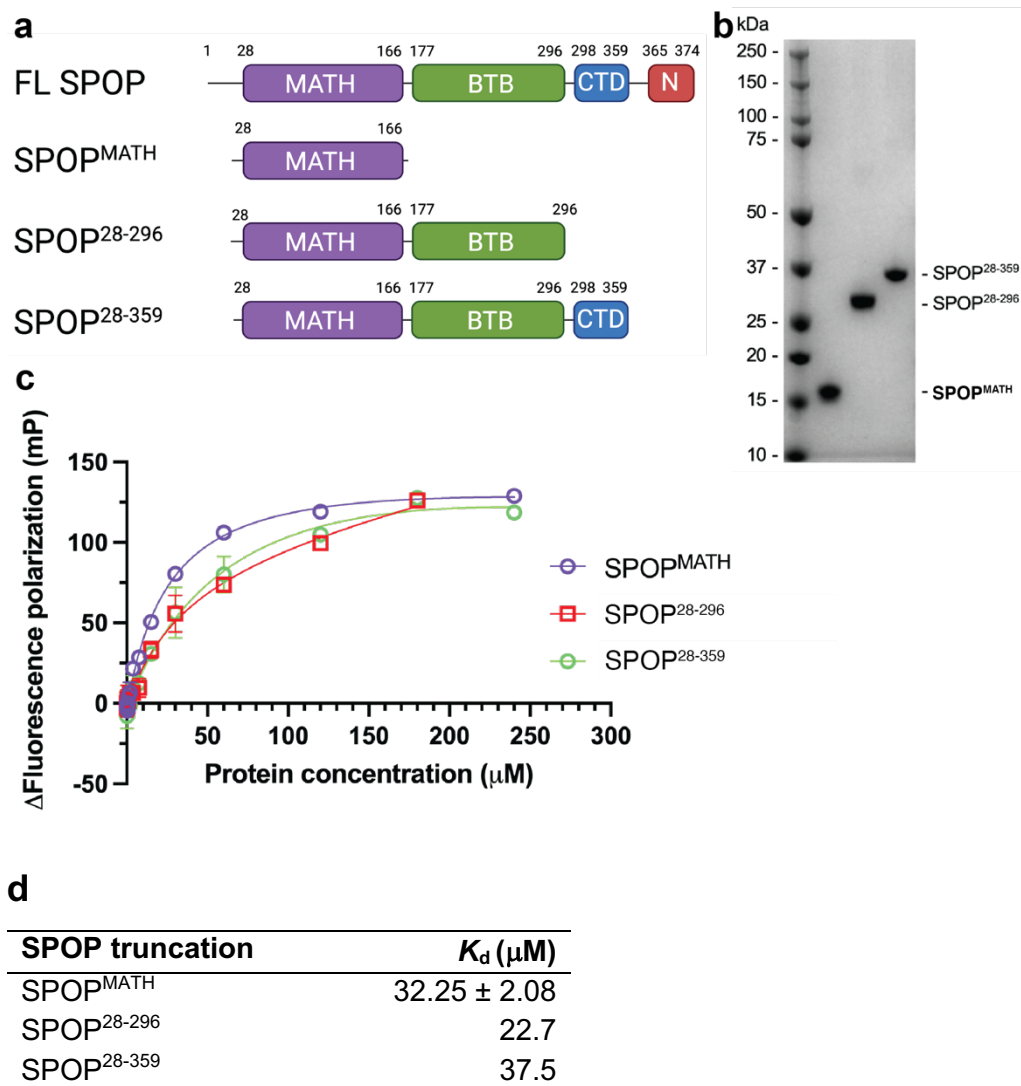 a
1 28 166 177 296 298 359 365 374
FL SPOP MATH BTB CTD N
28 166
SPOPMATH MATH
28 166 177 296
SPOP28-296 MATH BTB
28 166 177 296 298 359
SPOP28-359 MATH BTB CTD
b kDa
250 -
150 -
100 -
75 -
50 -
37 -
- SPOP28-359
- SPOP28-296
25 -
20 -
- SPOPMATH
15 -
10 -
c
ΔFluorescence polarization (mP)
150
100
50
0
-50
50 100 150 200 250 300
Protein concentration (μM)
SPOPMATH
SPOP28-296
SPOP28-359
d
SPOP truncation Kd (μM)
SPOPMATH 32.25 ± 2.08
SPOP28-296 22.7
SPOP28-359 37.5